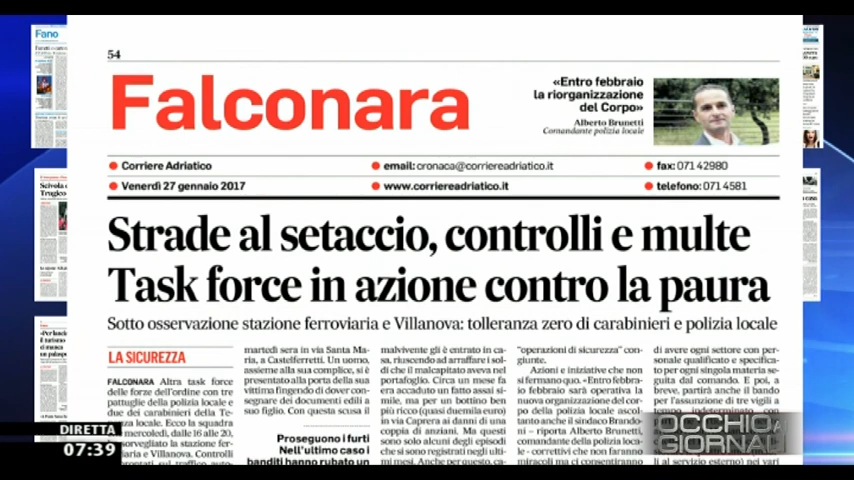 Fano
54
Falconara
«Entro febbraio
la riorganizzazione
del Corpo»
Alberto Brunetti
Comandante polizia locale
Corriere Adriatico
email: cronaca@corriereadriatico.it
fax: 071 42980
Venerdì 27 gennaio 2017
www.corriereadriatico.it
telefono: 071 4581
Strade al setaccio, controlli e multe
Task force in azione contro la paura
Sotto osservazione stazione ferroviaria e Villanova: tolleranza zero di carabinieri e polizia locale
LA SICUREZZA
FALCONARA Altra task force
delle forze dell'ordine con tre
pattuglie della polizia locale e
due dei carabinieri della Te-
nenza locale. Ecco la squadra
mercoledì, dalle 16 alle 20,
stazione ferrovia-
ria e Villanova. Controlli
martedì sera in via Santa Ma-
ria, a Castelferretti. Un uomo,
assieme alla sua complice, si è
presentato alla porta della sua
vittima fingendo di dover
consegnare dei documenti edili
a suo figlio. Con questa scusa il
Proseguono i furti
Nell'ultimo caso i
banditi hanno rubato un
malvivente gli è entrato in ca-
sa, riuscendo ad arraffare i sol-
di che il malcapitato aveva nel
portafoglio. Circa un mese fa
era accaduto un fatto assai si-
mile, ma per un bottino en
più ricco (quasi duemila euro)
in via Caprera ai danni di una
coppia di anziani. Ma questi
sono solo alcuni degli episodi
che si sono registrati negli ulti-
mi mesi. Anche per questo,
"operazioni di sicurezza" con-
giunte.
Azioni e iniziative che non
si fermano qua. «Entro febbra-
io febbraio sarà operativa la
nuova organizzazione del cor-
po della polizia locale ascol-
tando anche il sindaco Brando-
ni - riporta Alberto Brunetti,
comandante della polizia loca-
le - correttivi che non faranno
miracoli ma ci consentiranno
di avere ogni settore con per-
sonale qualificato e specifica-
to per ogni singola materia se-
guita dal comando. E poi, a
breve, partirà anche il bando
per l'assunzione di tre vigili a
tempo indeterminato con
al servizio esterno) nei vari
DIRETTA
07:39
OCCHIO AI
GIORNALI